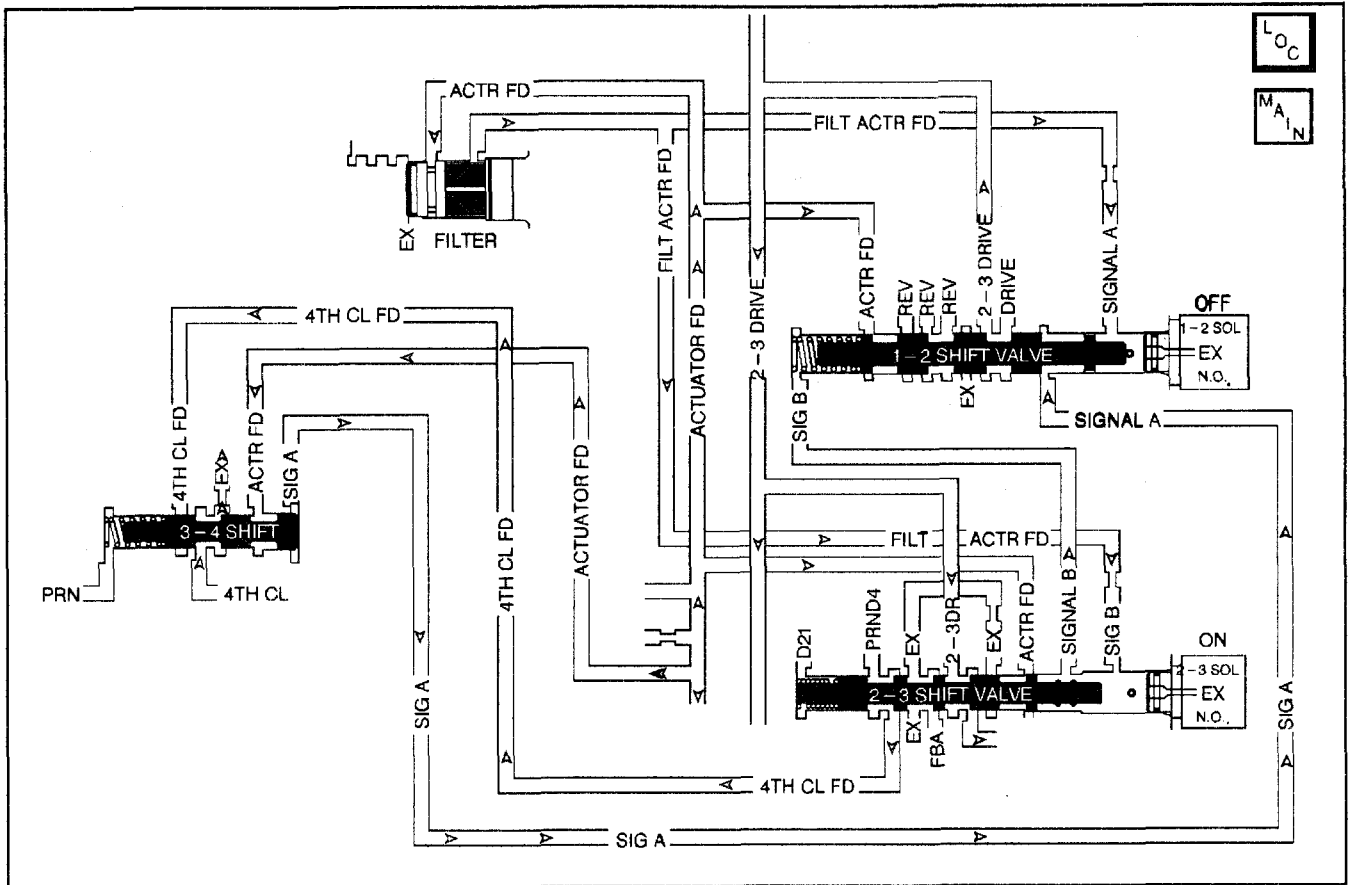 LOC
MAIN
ACTR FD
FILT ACTR FD
FILT ACTR FD
ACTUATOR FD
2-3 DRIVE
ACTR FD
REV
REV
REV
2-3 DRIVE
DRIVE
SIGNAL A
EX
FILTER
OFF
1-2 SOL
EX
N.O.
1-2 SHIFT VALVE
EX
SIG B
SIGNAL A
4TH CL FD
4TH CL FD
EX
ACTR FD
SIG A
3-4 SHIFT
PRN
4TH CL
4TH CL FD
ACTUATOR FD
FILT ACTR FD
D21
PRND4
EX
2-3DR
EX
ACTR FD
SIGNAL B
SIG B
ON
2-3 SOL
EX
N.O.
2-3 SHIFT VALVE
EX
FBA
SIG A
SIG A
4TH CL FD
SIG A